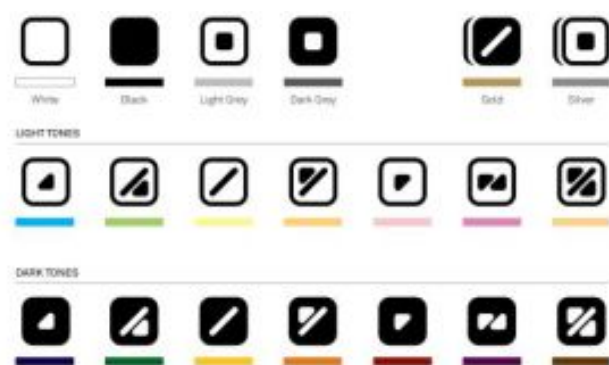 White Black Light Grey Dark Grey Gold Silver
LIGHT TONES
DARK TONES